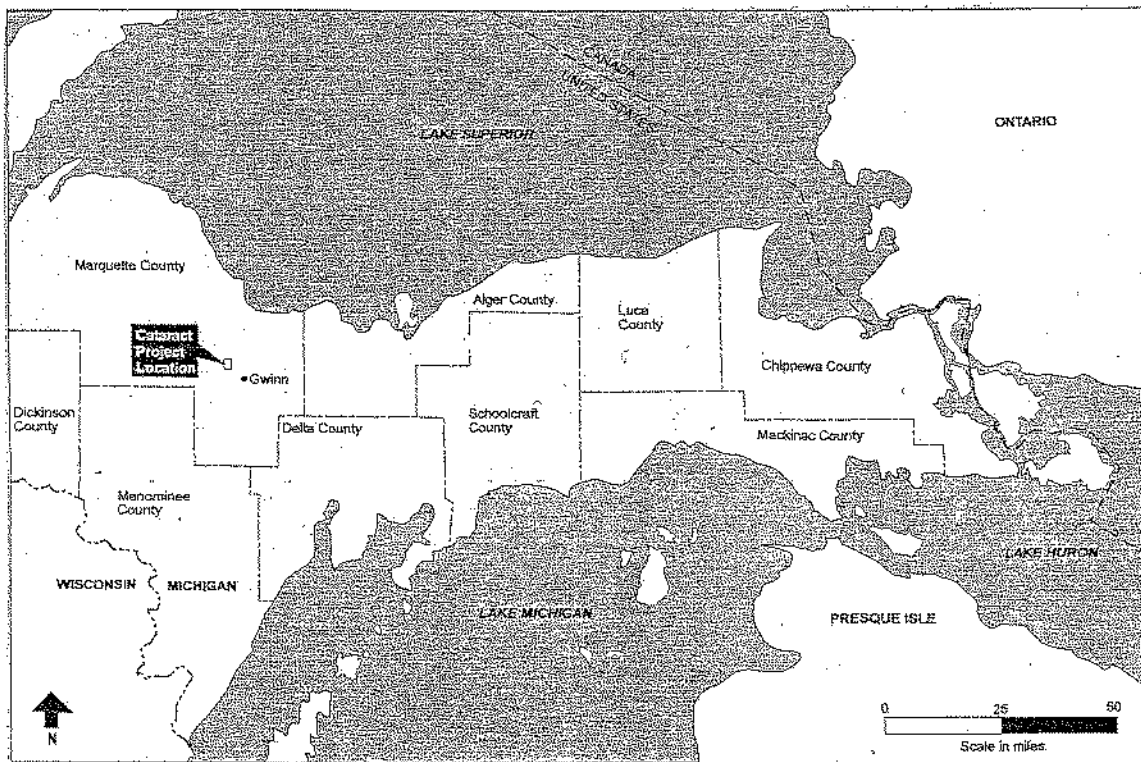 CANADA
UNITED STATES
LAKE SUPERIOR
ONTARIO
Marquette County
Alger County
Luce
County
Cataract
Project
Location
Gwinn
Chippewa County
Dickinson
County
Delta County
Schoolcraft
County
Mackinac County
Menominee
County
WISCONSIN
MICHIGAN
LAKE HURON
LAKE MICHIGAN
PRESQUE ISLE
N
0
25
50
Scale in miles